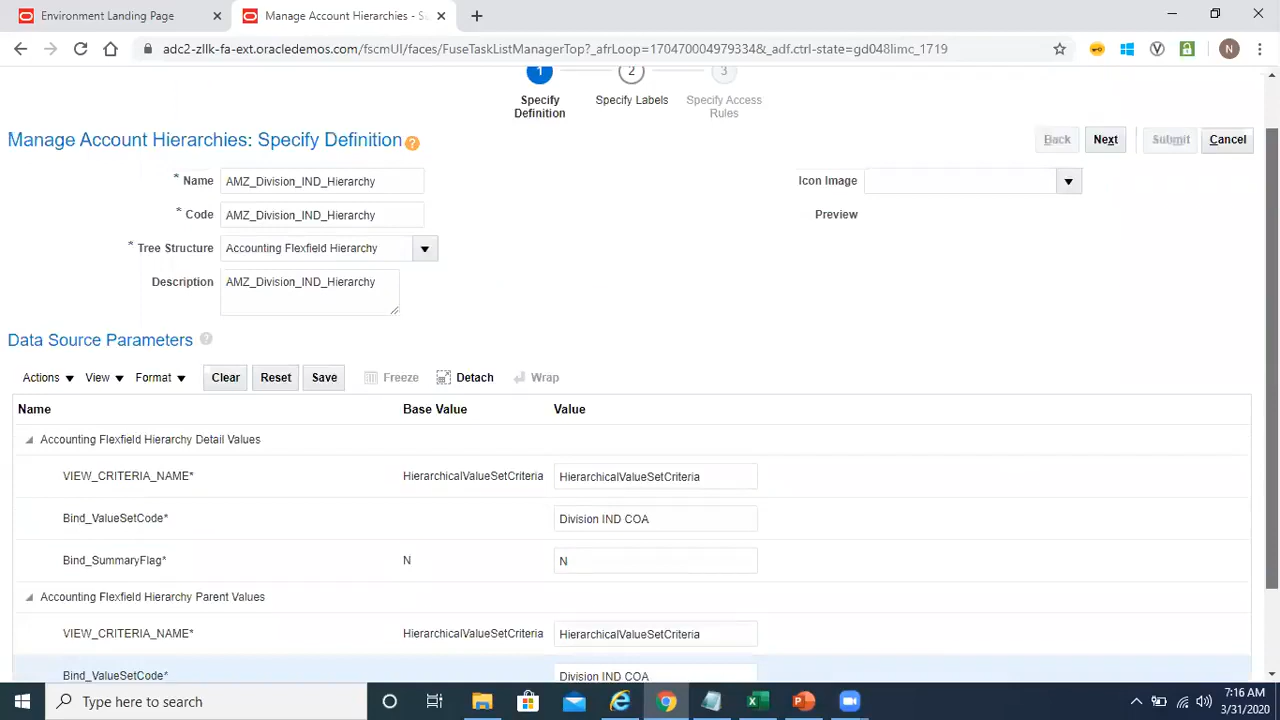 Environment Landing Page
Manage Account Hierarchies - S
adc2-zllk-fa-ext.oracledemos.com/fscmUI/faces/FuseTaskListManagerTop?_afrLoop=170470004979334&_adf.ctrl-state=gd048limc_1719
N
1 2 3
Specify Definition
Specify Labels
Specify Access Rules
Manage Account Hierarchies: Specify Definition ?
Back Next Submit Cancel
* Name AMZ_Division_IND_Hierarchy
Icon Image
* Code AMZ_Division_IND_Hierarchy
Preview
* Tree Structure Accounting Flexfield Hierarchy
Description AMZ_Division_IND_Hierarchy
Data Source Parameters ?
Actions View Format Clear Reset Save Freeze Detach Wrap
Name Base Value Value
Accounting Flexfield Hierarchy Detail Values
VIEW_CRITERIA_NAME* HierarchicalValueSetCriteria HierarchicalValueSetCriteria
Bind_ValueSetCode* Division IND COA
Bind_SummaryFlag* N N
Accounting Flexfield Hierarchy Parent Values
VIEW_CRITERIA_NAME* HierarchicalValueSetCriteria HierarchicalValueSetCriteria
Bind_ValueSetCode* Division IND COA
Type here to search
7:16 AM
3/31/2020